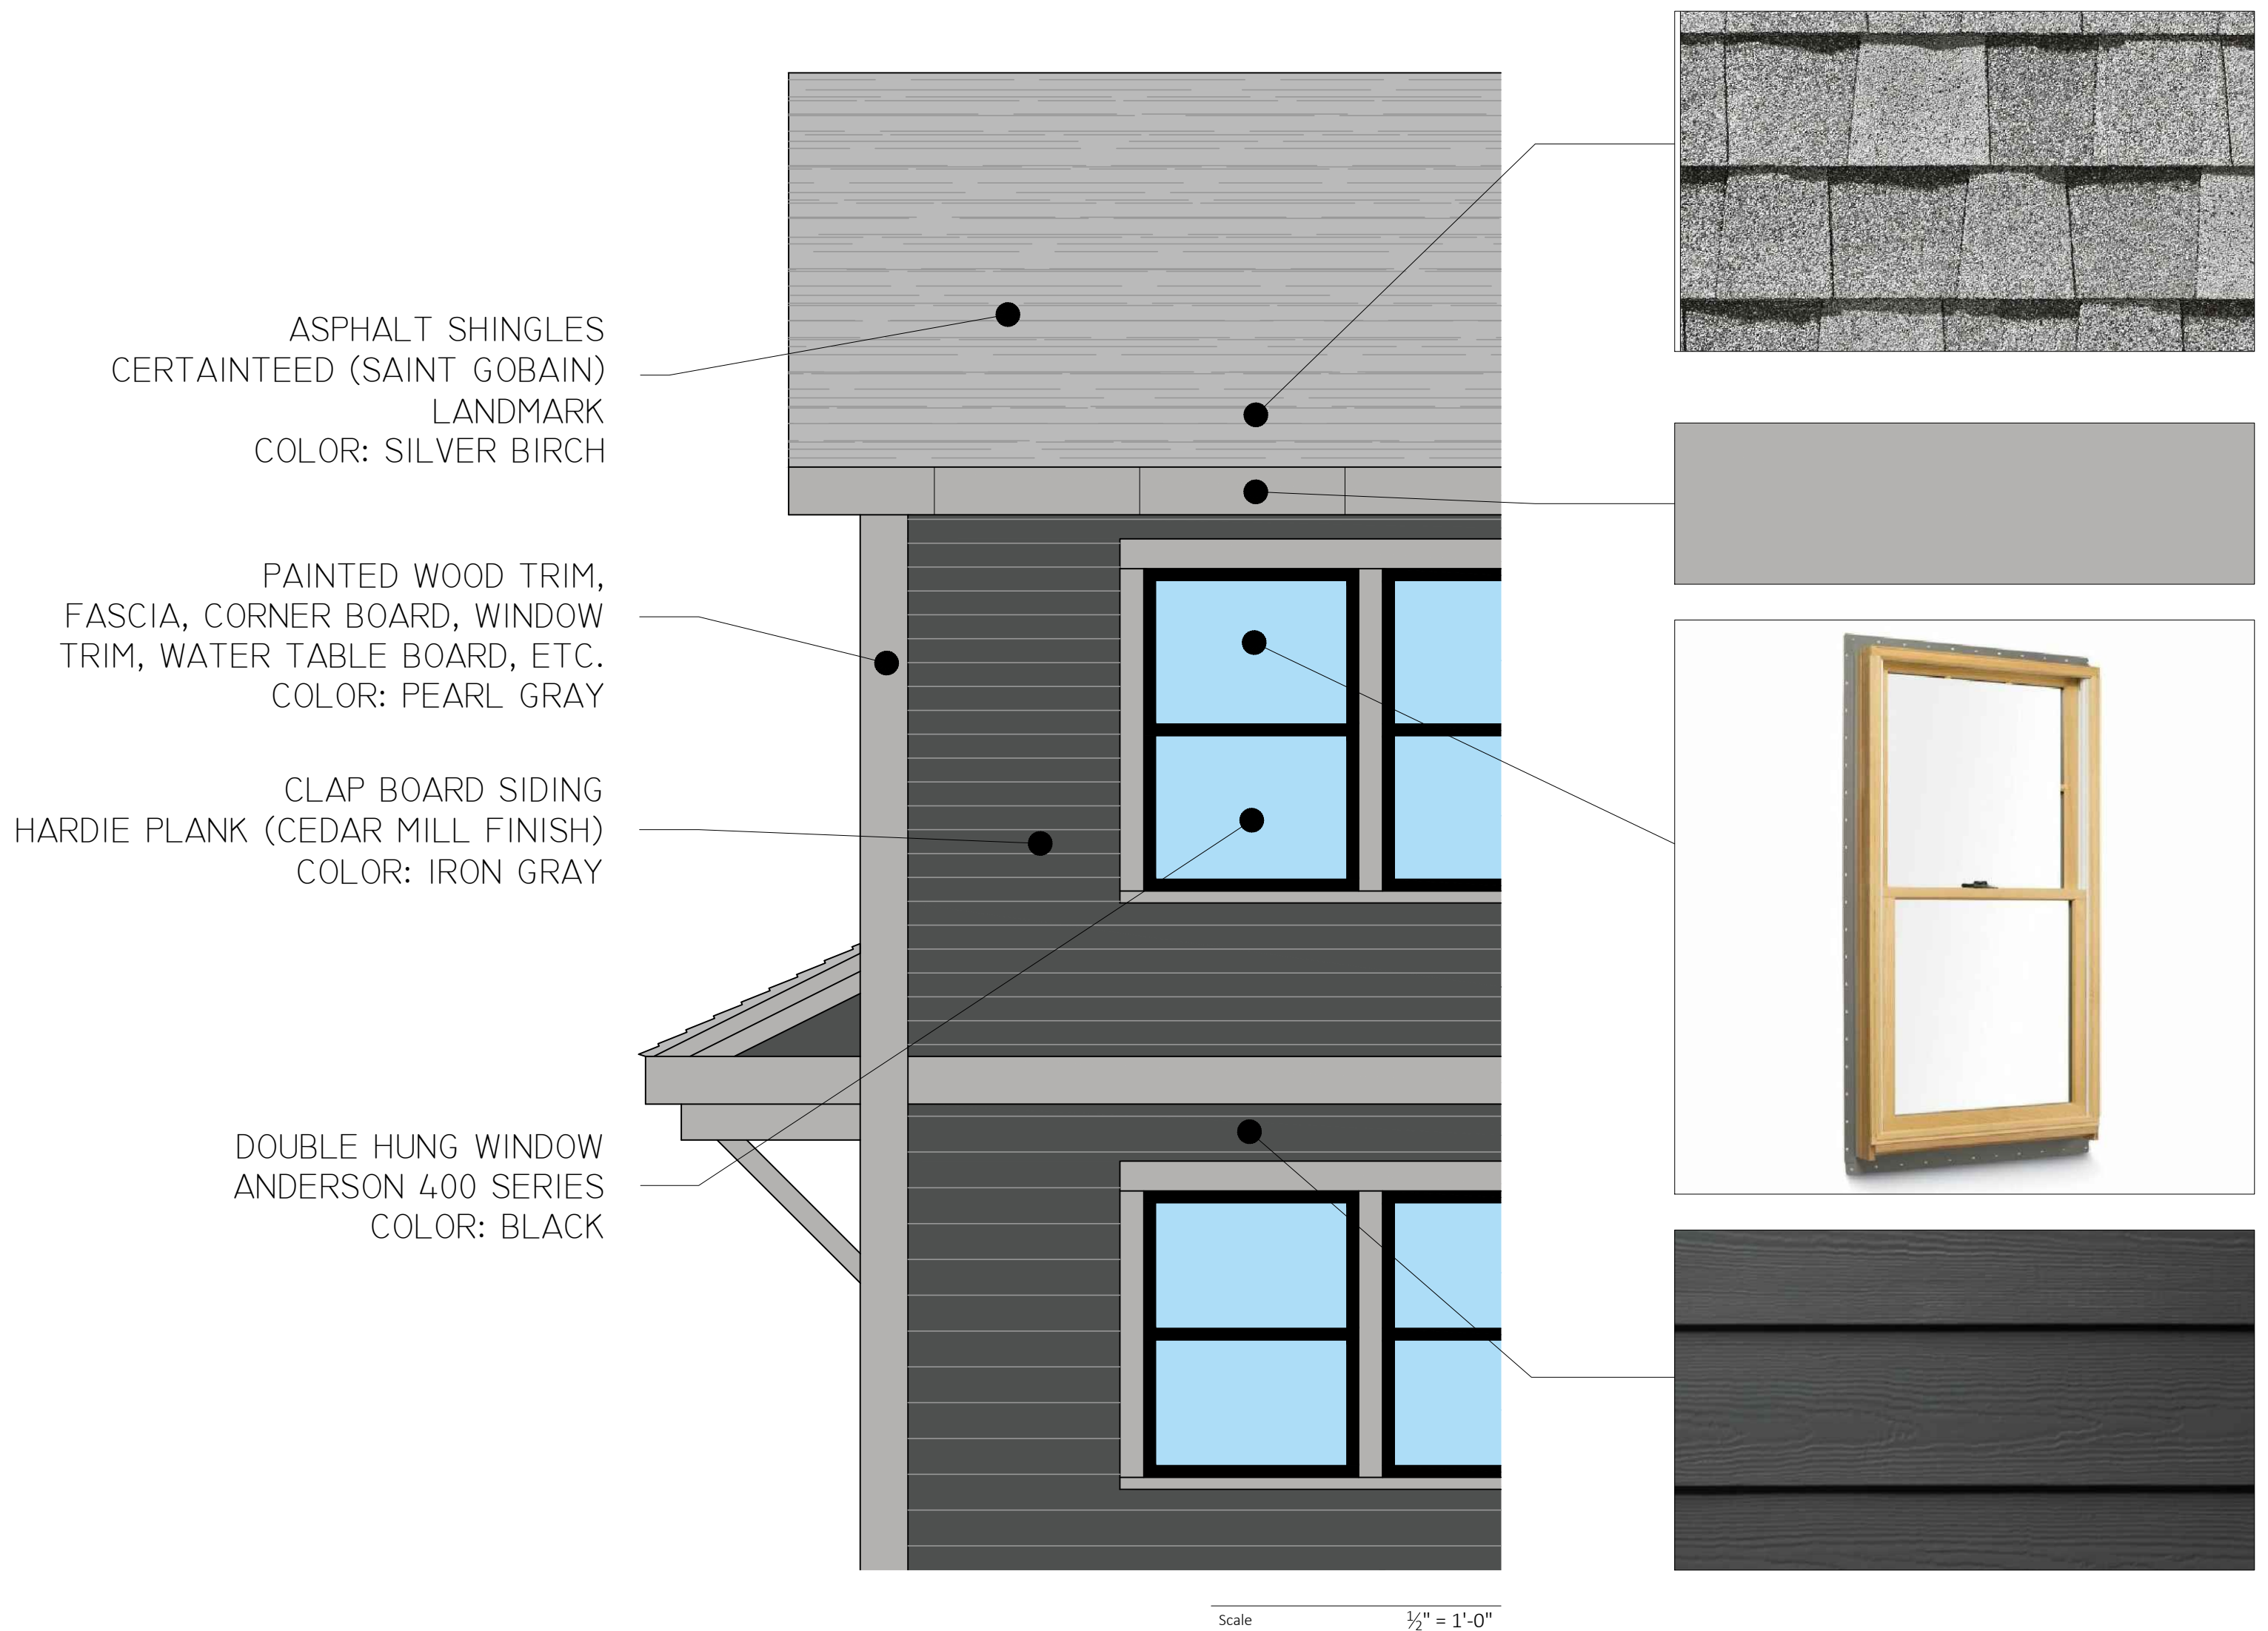 ASPHALT SHINGLES
CERTAINTEED (SAINT GOBAIN)
LANDMARK
COLOR: SILVER BIRCH
PAINTED WOOD TRIM,
FASCIA, CORNER BOARD, WINDOW
TRIM, WATER TABLE BOARD, ETC.
COLOR: PEARL GRAY
CLAP BOARD SIDING
HARDIE PLANK (CEDAR MILL FINISH)
COLOR: IRON GRAY
DOUBLE HUNG WINDOW
ANDERSON 400 SERIES
COLOR: BLACK
Scale ½" = 1'-0"